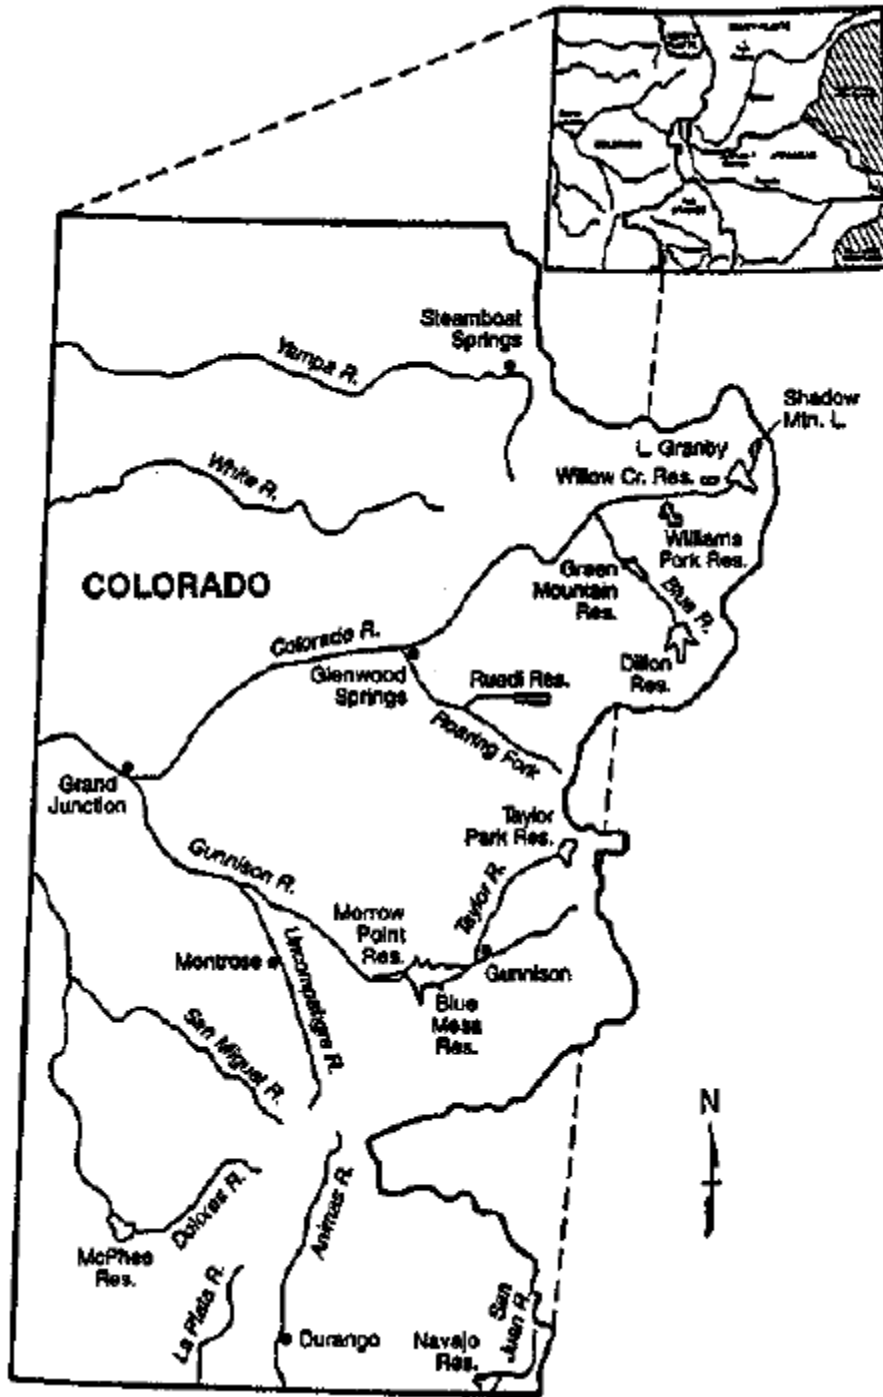 Steamboat
Springs
Yampa R.
Shadow
Mtn. L.
L. Granby
Willow Cr. Res.
White R.
Williams
Fork Res.
Green
Mountain
Res.
Blue R.
COLORADO
Dillon
Res.
Colorado R.
Glenwood
Springs
Ruedi Res.
Roaring Fork
Grand
Junction
Taylor
Park Res.
Gunnison R.
Taylor R.
Morrow
Point
Res.
Montrose
Uncompahgre R.
Gunnison
Blue
Mesa
Res.
San Miguel R.
N
Dolores R.
Animas R.
McPhee
Res.
La Plata R.
San
Juan R.
Durango
Navajo
Res.